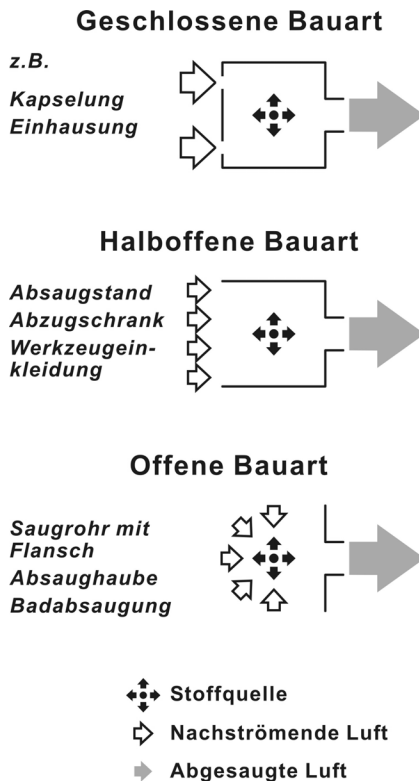 Geschlossene Bauart
z.B.
Kapselung
Einhausung
Halboffene Bauart
Absaugstand
Abzugschrank
Werkzeugein-
kleidung
Offene Bauart
Saugrohr mit
Flansch
Absaughaube
Badabsaugung
Stoffquelle
Nachströmende Luft
Abgesaugte Luft